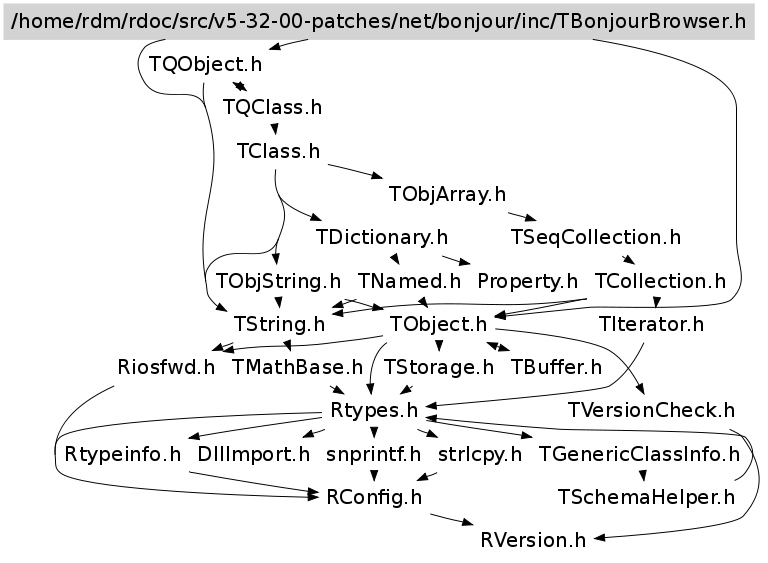 /home/rdm/rdoc/src/v5-32-00-patches/net/bonjour/inc/TBonjourBrowser.h
TQObject.h
TQClass.h
TClass.h
TObjArray.h
TDictionary.h
TSeqCollection.h
TObjString.h
TNamed.h
Property.h
TCollection.h
TString.h
TObject.h
TIterator.h
Riosfwd.h
TMathBase.h
TStorage.h
TBuffer.h
Rtypes.h
TVersionCheck.h
Rtypeinfo.h
DllImport.h
snprintf.h
strlcpy.h
TGenericClassInfo.h
RConfig.h
TSchemaHelper.h
RVersion.h